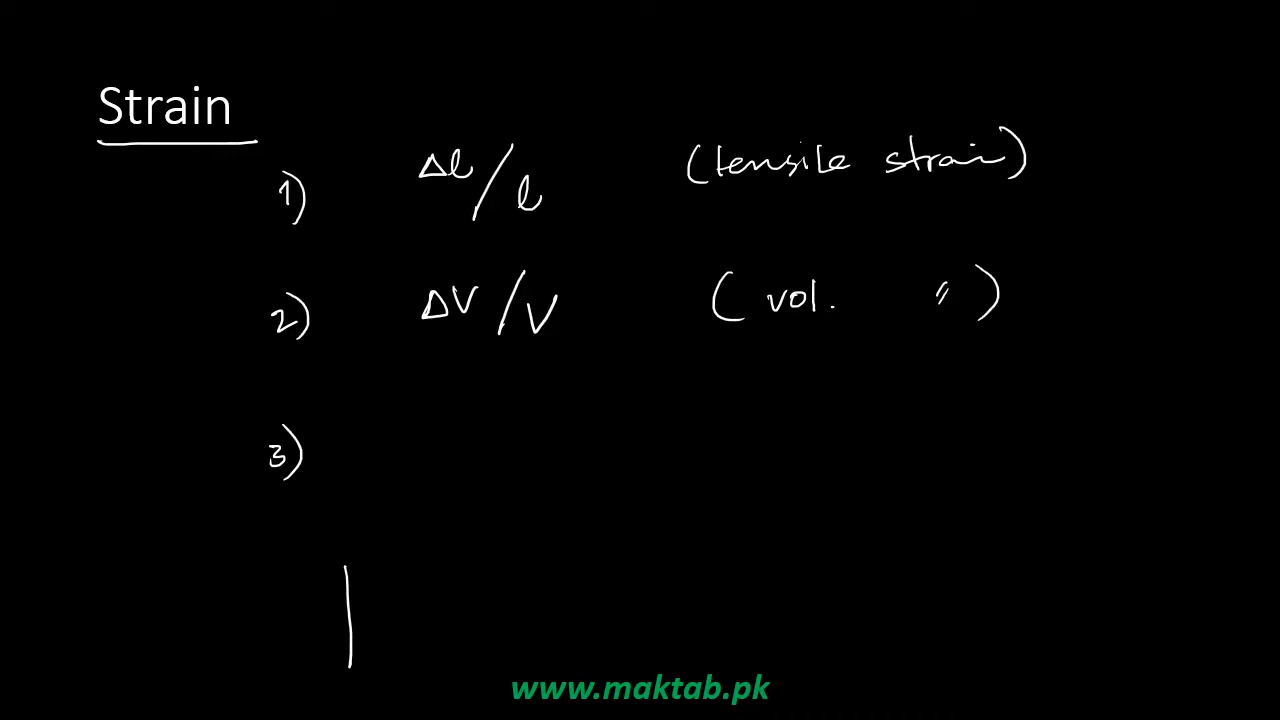 Strain
1) Δl/l (tensile strain)
2) ΔV/V (vol. 〃)
3)
www.maktab.pk